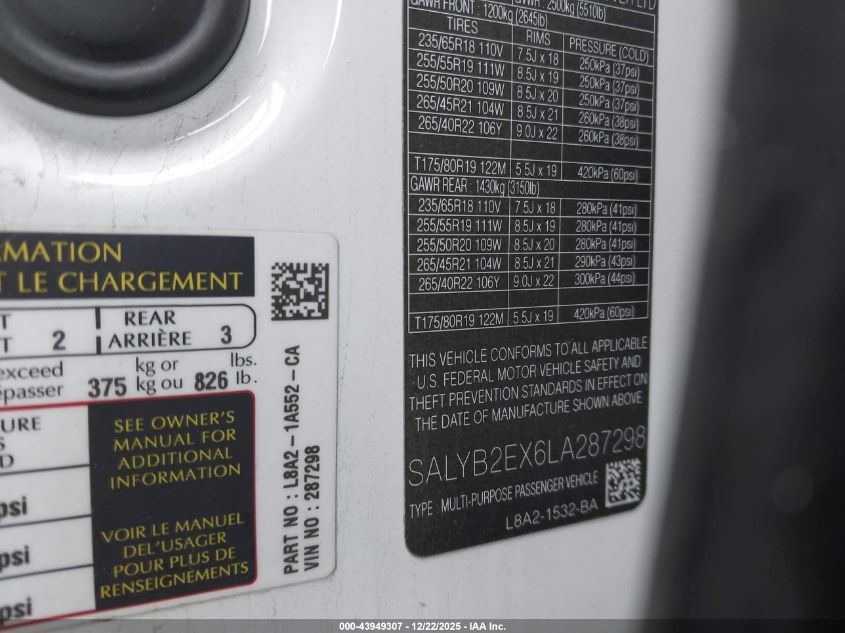 EMATION
T LE CHARGEMENT
T
T 2
REAR
ARRIÈRE 3
exceed
passer 375 kg or
kg ou 826 lbs.
lb.
URE
S
D
SEE OWNER'S
MANUAL FOR
ADDITIONAL
INFORMATION
psi
psi
psi
VOIR LE MANUEL
DEL'USAGER
POUR PLUS DE
RENSEIGNEMENTS
PART NO : L8A2-1A552-CA
VIN NO : 287298
GAWR FRONT : 1200kg (2645lb) GVWR : 2500kg (5510lb)
TIRES RIMS PRESSURE (COLD)
235/65R18 110V 7.5J x 18 250kPa (37psi)
255/55R19 111W 8.5J x 19 250kPa (37psi)
255/50R20 109W 8.5J x 20 250kPa (37psi)
265/45R21 104W 8.5J x 21 260kPa (38psi)
265/40R22 106Y 9.0J x 22 260kPa (38psi)
T175/80R19 122M 5.5J x 19 420kPa (60psi)
GAWR REAR : 1430kg (3150lb)
235/65R18 110V 7.5J x 18 280kPa (41psi)
255/55R19 111W 8.5J x 19 280kPa (41psi)
255/50R20 109W 8.5J x 20 280kPa (41psi)
265/45R21 104W 8.5J x 21 290kPa (43psi)
265/40R22 106Y 9.0J x 22 300kPa (44psi)
T175/80R19 122M 5.5J x 19 420kPa (60psi)
THIS VEHICLE CONFORMS TO ALL APPLICABLE
U.S. FEDERAL MOTOR VEHICLE SAFETY AND
THEFT PREVENTION STANDARDS IN EFFECT ON
THE DATE OF MANUFACTURE SHOWN ABOVE
SALYB2EX6LA287298
TYPE : MULTI-PURPOSE PASSENGER VEHICLE
L8A2-1532-BA
000-43949307 - 12/22/2025 - IAA Inc.